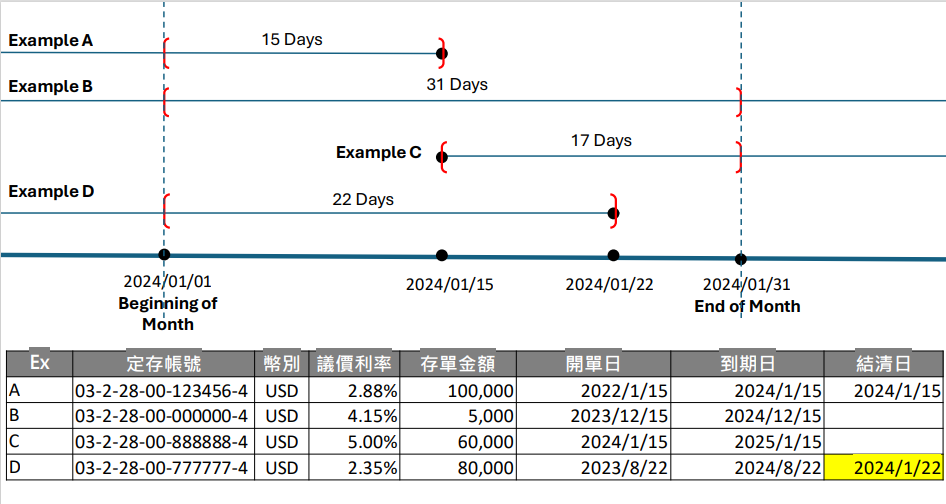 Example A
15 Days
Example B
31 Days
17 Days
Example C
Example D
22 Days
2024/01/01
2024/01/15
2024/01/22
2024/01/31
Beginning of
Month
End of Month
Ex 定存帳號 幣別 議價利率 存單金額 開單日 到期日 結清日
A 03-2-28-00-123456-4 USD 2.88% 100,000 2022/1/15 2024/1/15 2024/1/15
B 03-2-28-00-000000-4 USD 4.15% 5,000 2023/12/15 2024/12/15
C 03-2-28-00-888888-4 USD 5.00% 60,000 2024/1/15 2025/1/15
D 03-2-28-00-777777-4 USD 2.35% 80,000 2023/8/22 2024/8/22 2024/1/22